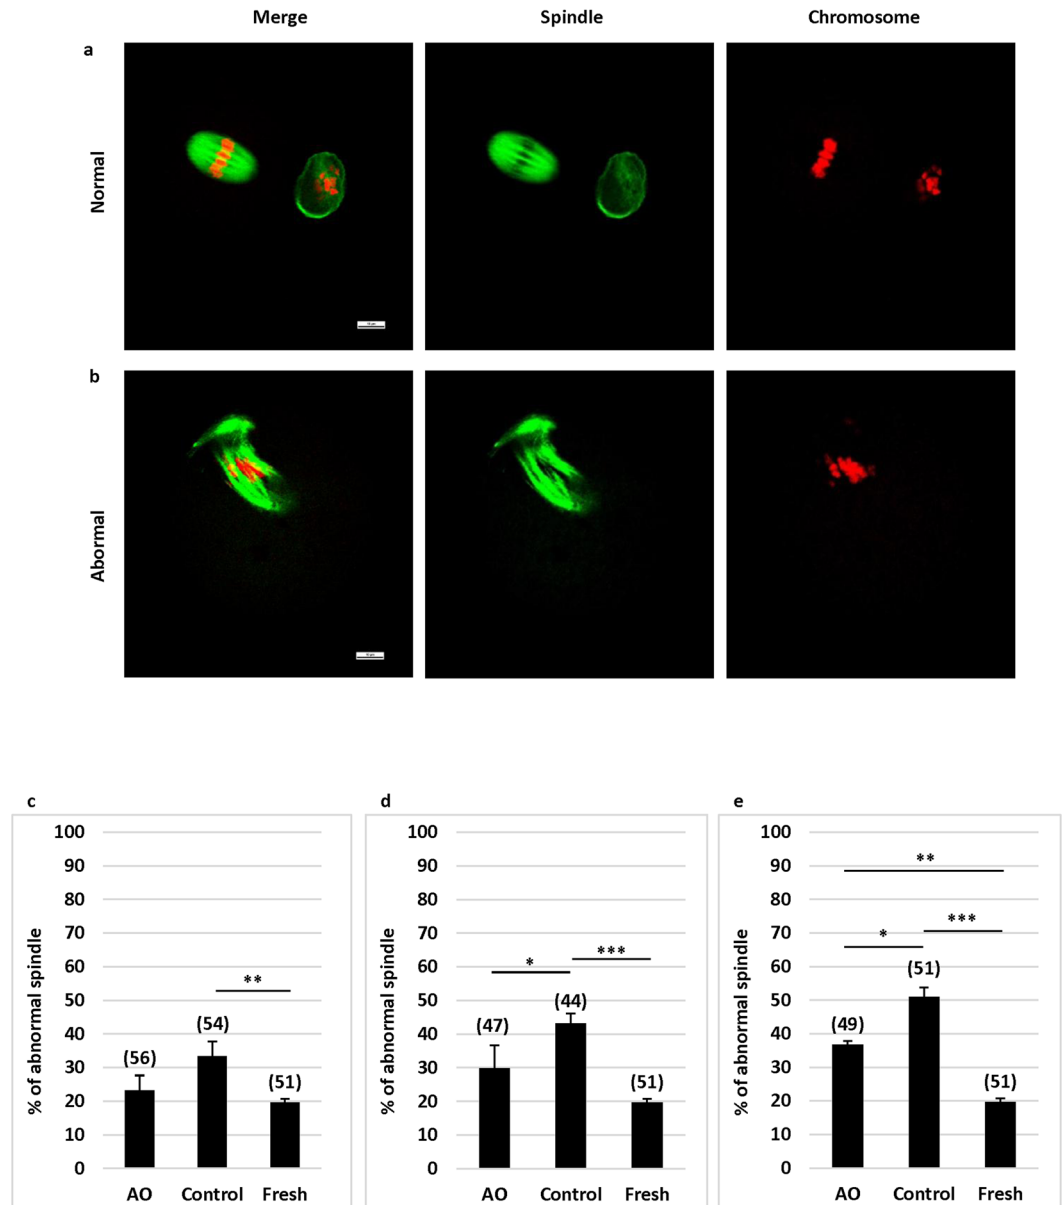 Merge Spindle Chromosome
a
Normal
b
Abormal
c
% of abnormal spindle
100
90
80
70
60
50
40
30
20
10
0
**
(56) (54) (51)
AO Control Fresh
d
% of abnormal spindle
100
90
80
70
60
50
40
30
20
10
0
* ***
(47) (44) (51)
AO Control Fresh
e
% of abnormal spindle
100
90
80
70
60
50
40
30
20
10
0
**
* ***
(49) (51) (51)
AO Control Fresh